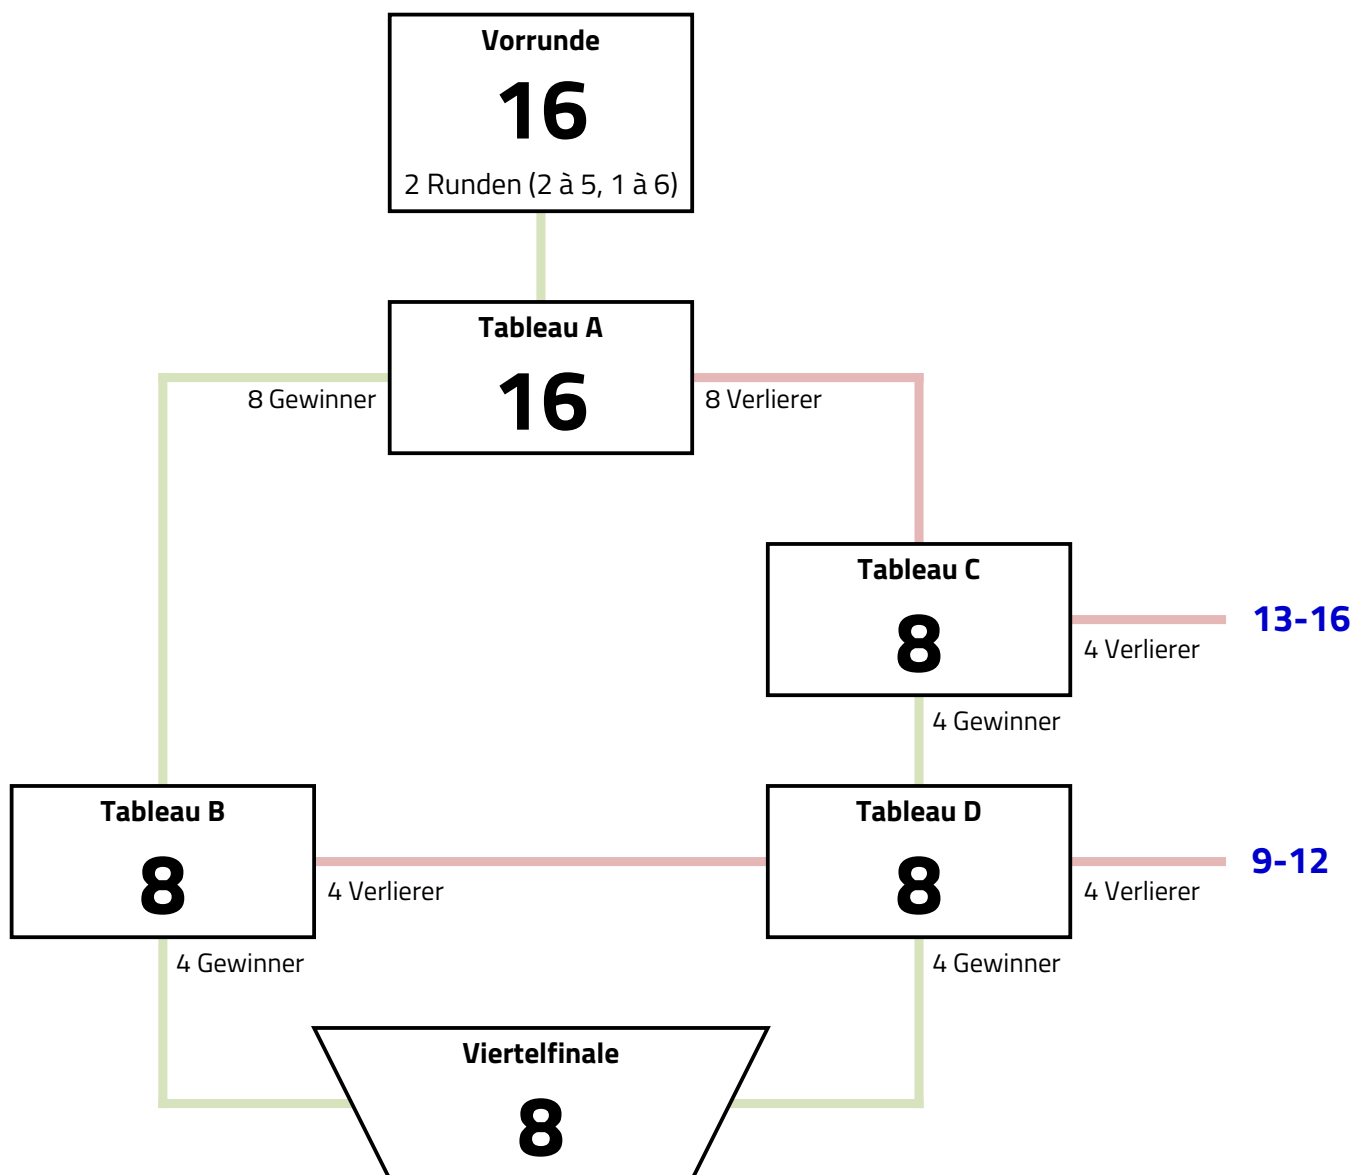 Vorrunde
16
2 Runden (2 à 5, 1 à 6)
Tableau A
16
8 Gewinner
8 Verlierer
Tableau C
8
13-16
4 Verlierer
4 Gewinner
Tableau B
8
4 Verlierer
Tableau D
8
9-12
4 Verlierer
4 Gewinner
4 Gewinner
Viertelfinale
8